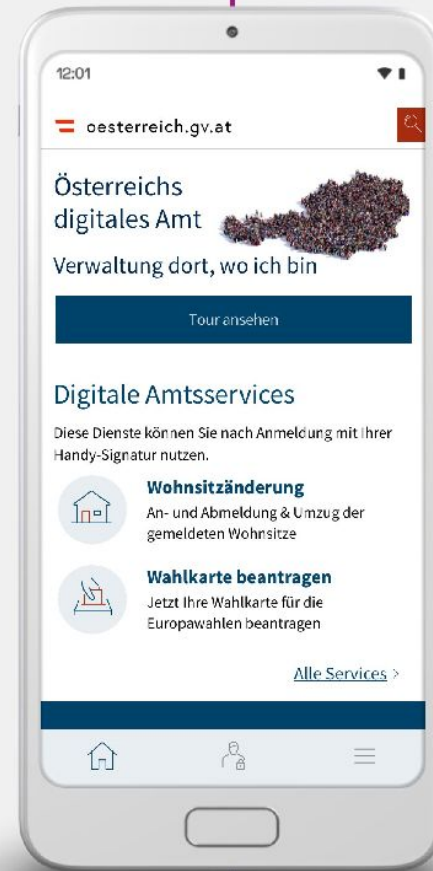 12:01
oesterreich.gv.at
Österreichs
digitales Amt
Verwaltung dort, wo ich bin
Tour ansehen
Digitale Amtsservices
Diese Dienste können Sie nach Anmeldung mit Ihrer
Handy-Signatur nutzen.
Wohnsitzänderung
An- und Abmeldung & Umzug der
gemeldeten Wohnsitze
Wahlkarte beantragen
Jetzt Ihre Wahlkarte für die
Europawahlen beantragen
Alle Services >